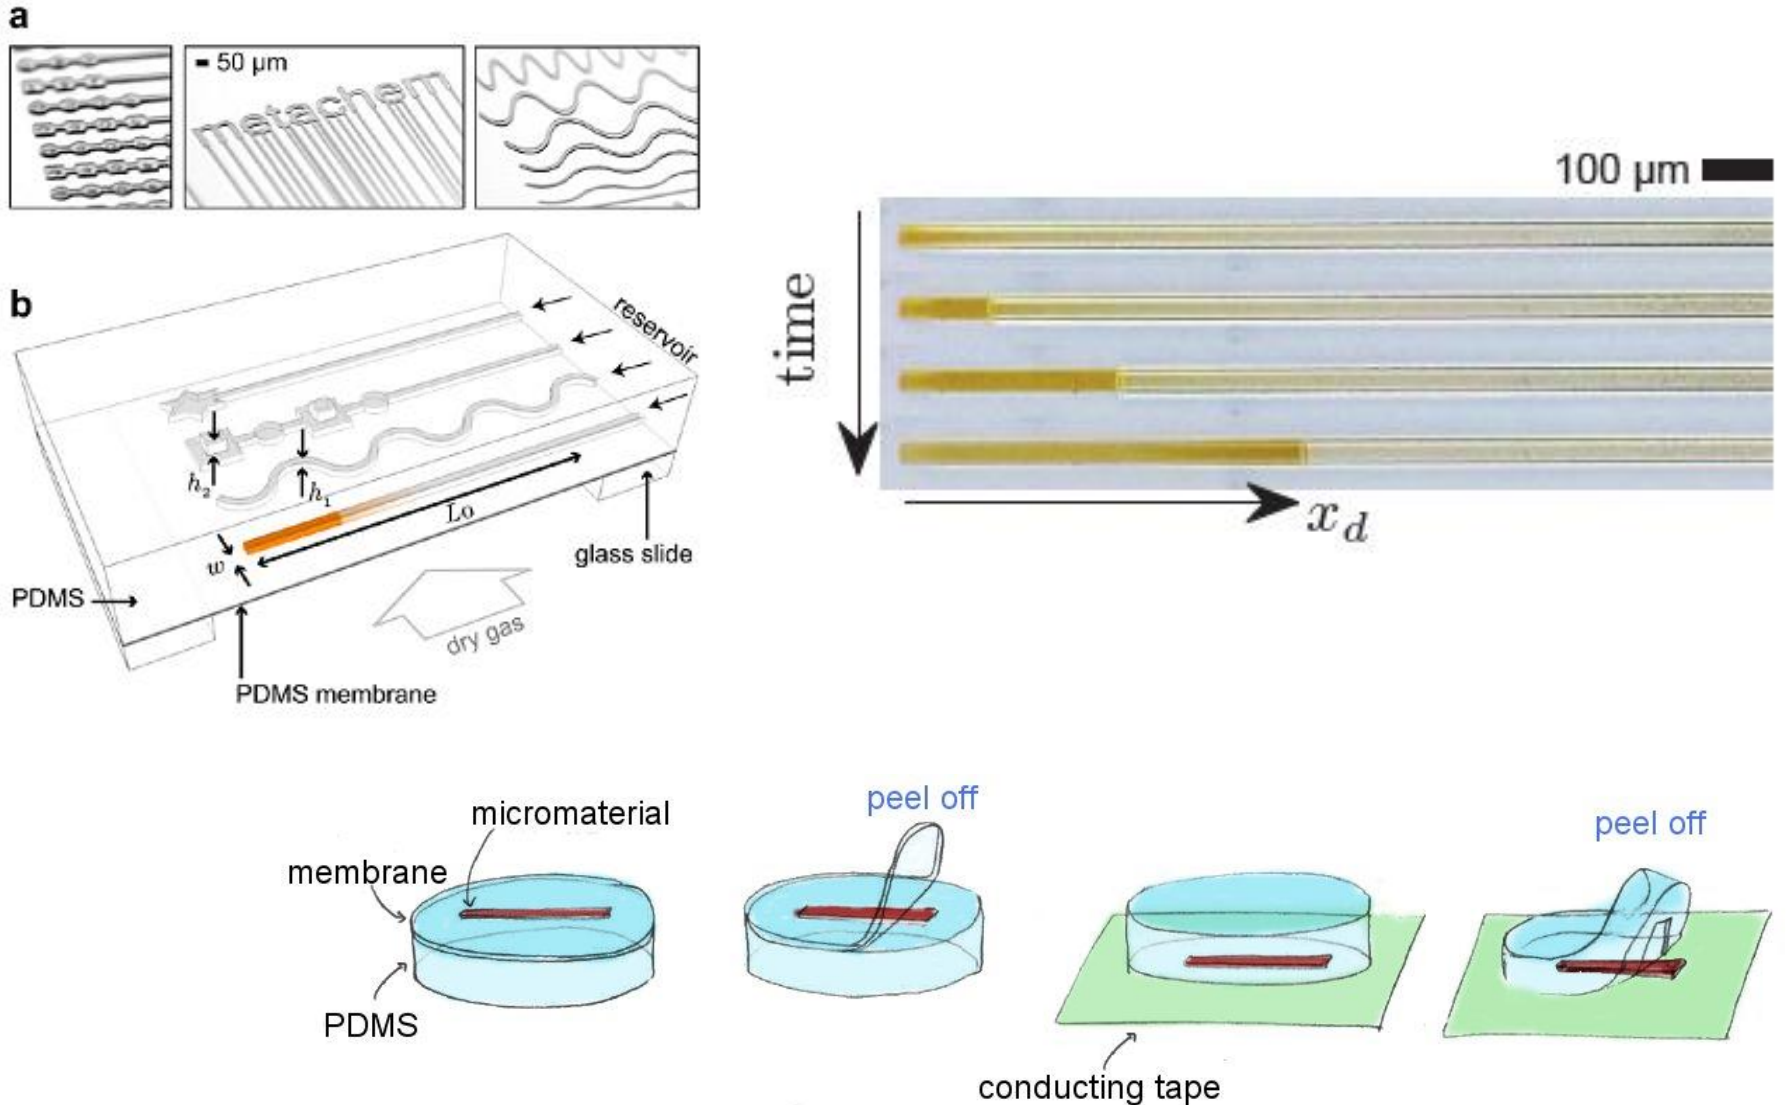 a
50 µm
metachem
b
reservoir
h₂
h₁
Lo
w
glass slide
PDMS
dry gas
PDMS membrane
100 µm
time
x_d
micromaterial
membrane
PDMS
peel off
conducting tape
peel off